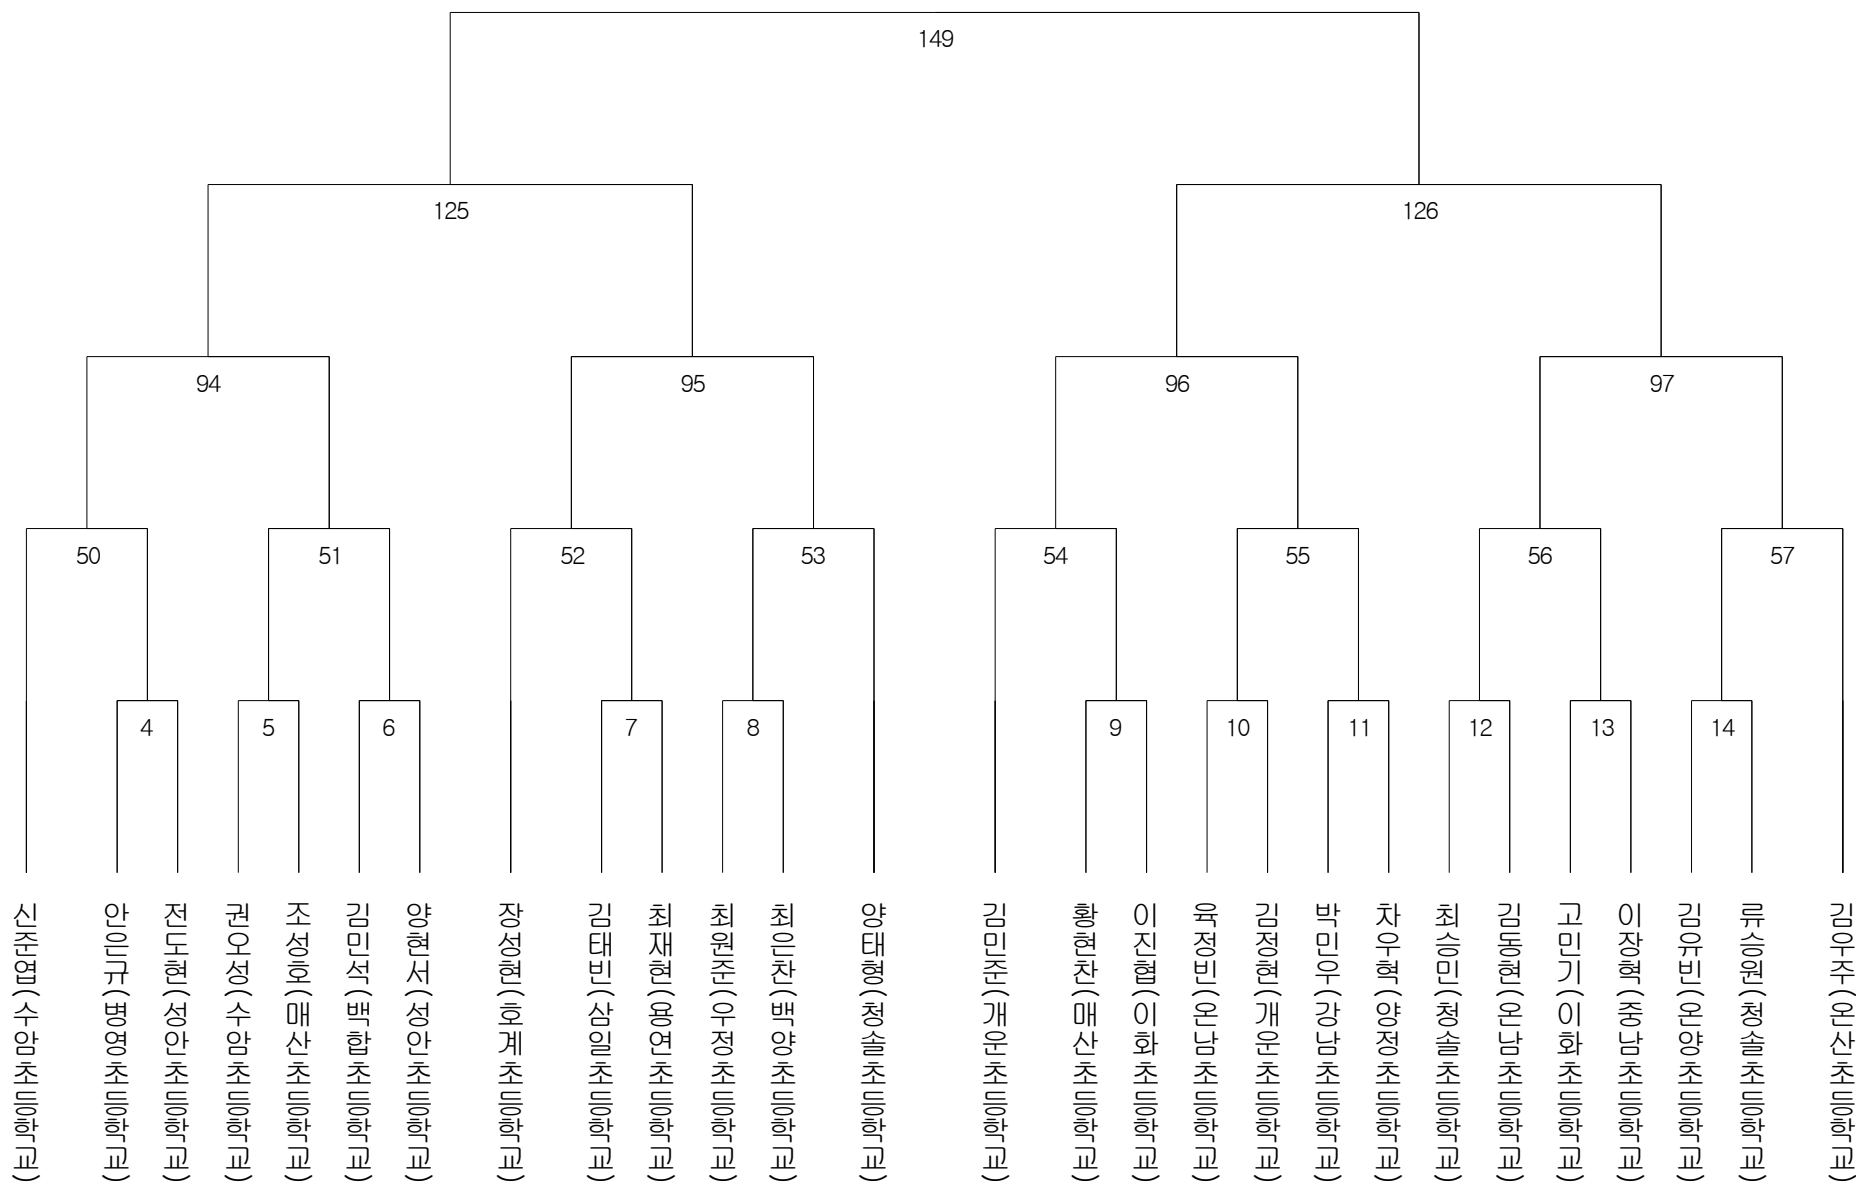 149
125
126
94
95
96
97
50
51
52
53
54
55
56
57
4
5
6
7
8
9
10
11
12
13
14
신준엽(수암초등학교)
안은규(병영초등학교)
전도현(성안초등학교)
권오성(수암초등학교)
조성호(매산초등학교)
김민석(백합초등학교)
양현서(성안초등학교)
장성현(호계초등학교)
김태빈(삼일초등학교)
최재현(용연초등학교)
최원준(우정초등학교)
최은찬(백양초등학교)
양태형(청솔초등학교)
김민준(개운초등학교)
황현찬(매산초등학교)
이진협(이화초등학교)
육정빈(온남초등학교)
김정현(개운초등학교)
박민우(강남초등학교)
차우혁(양정초등학교)
최승민(청솔초등학교)
김동현(온남초등학교)
고민기(이화초등학교)
이장혁(중남초등학교)
김유빈(온양초등학교)
류승원(청솔초등학교)
김우주(온산초등학교)